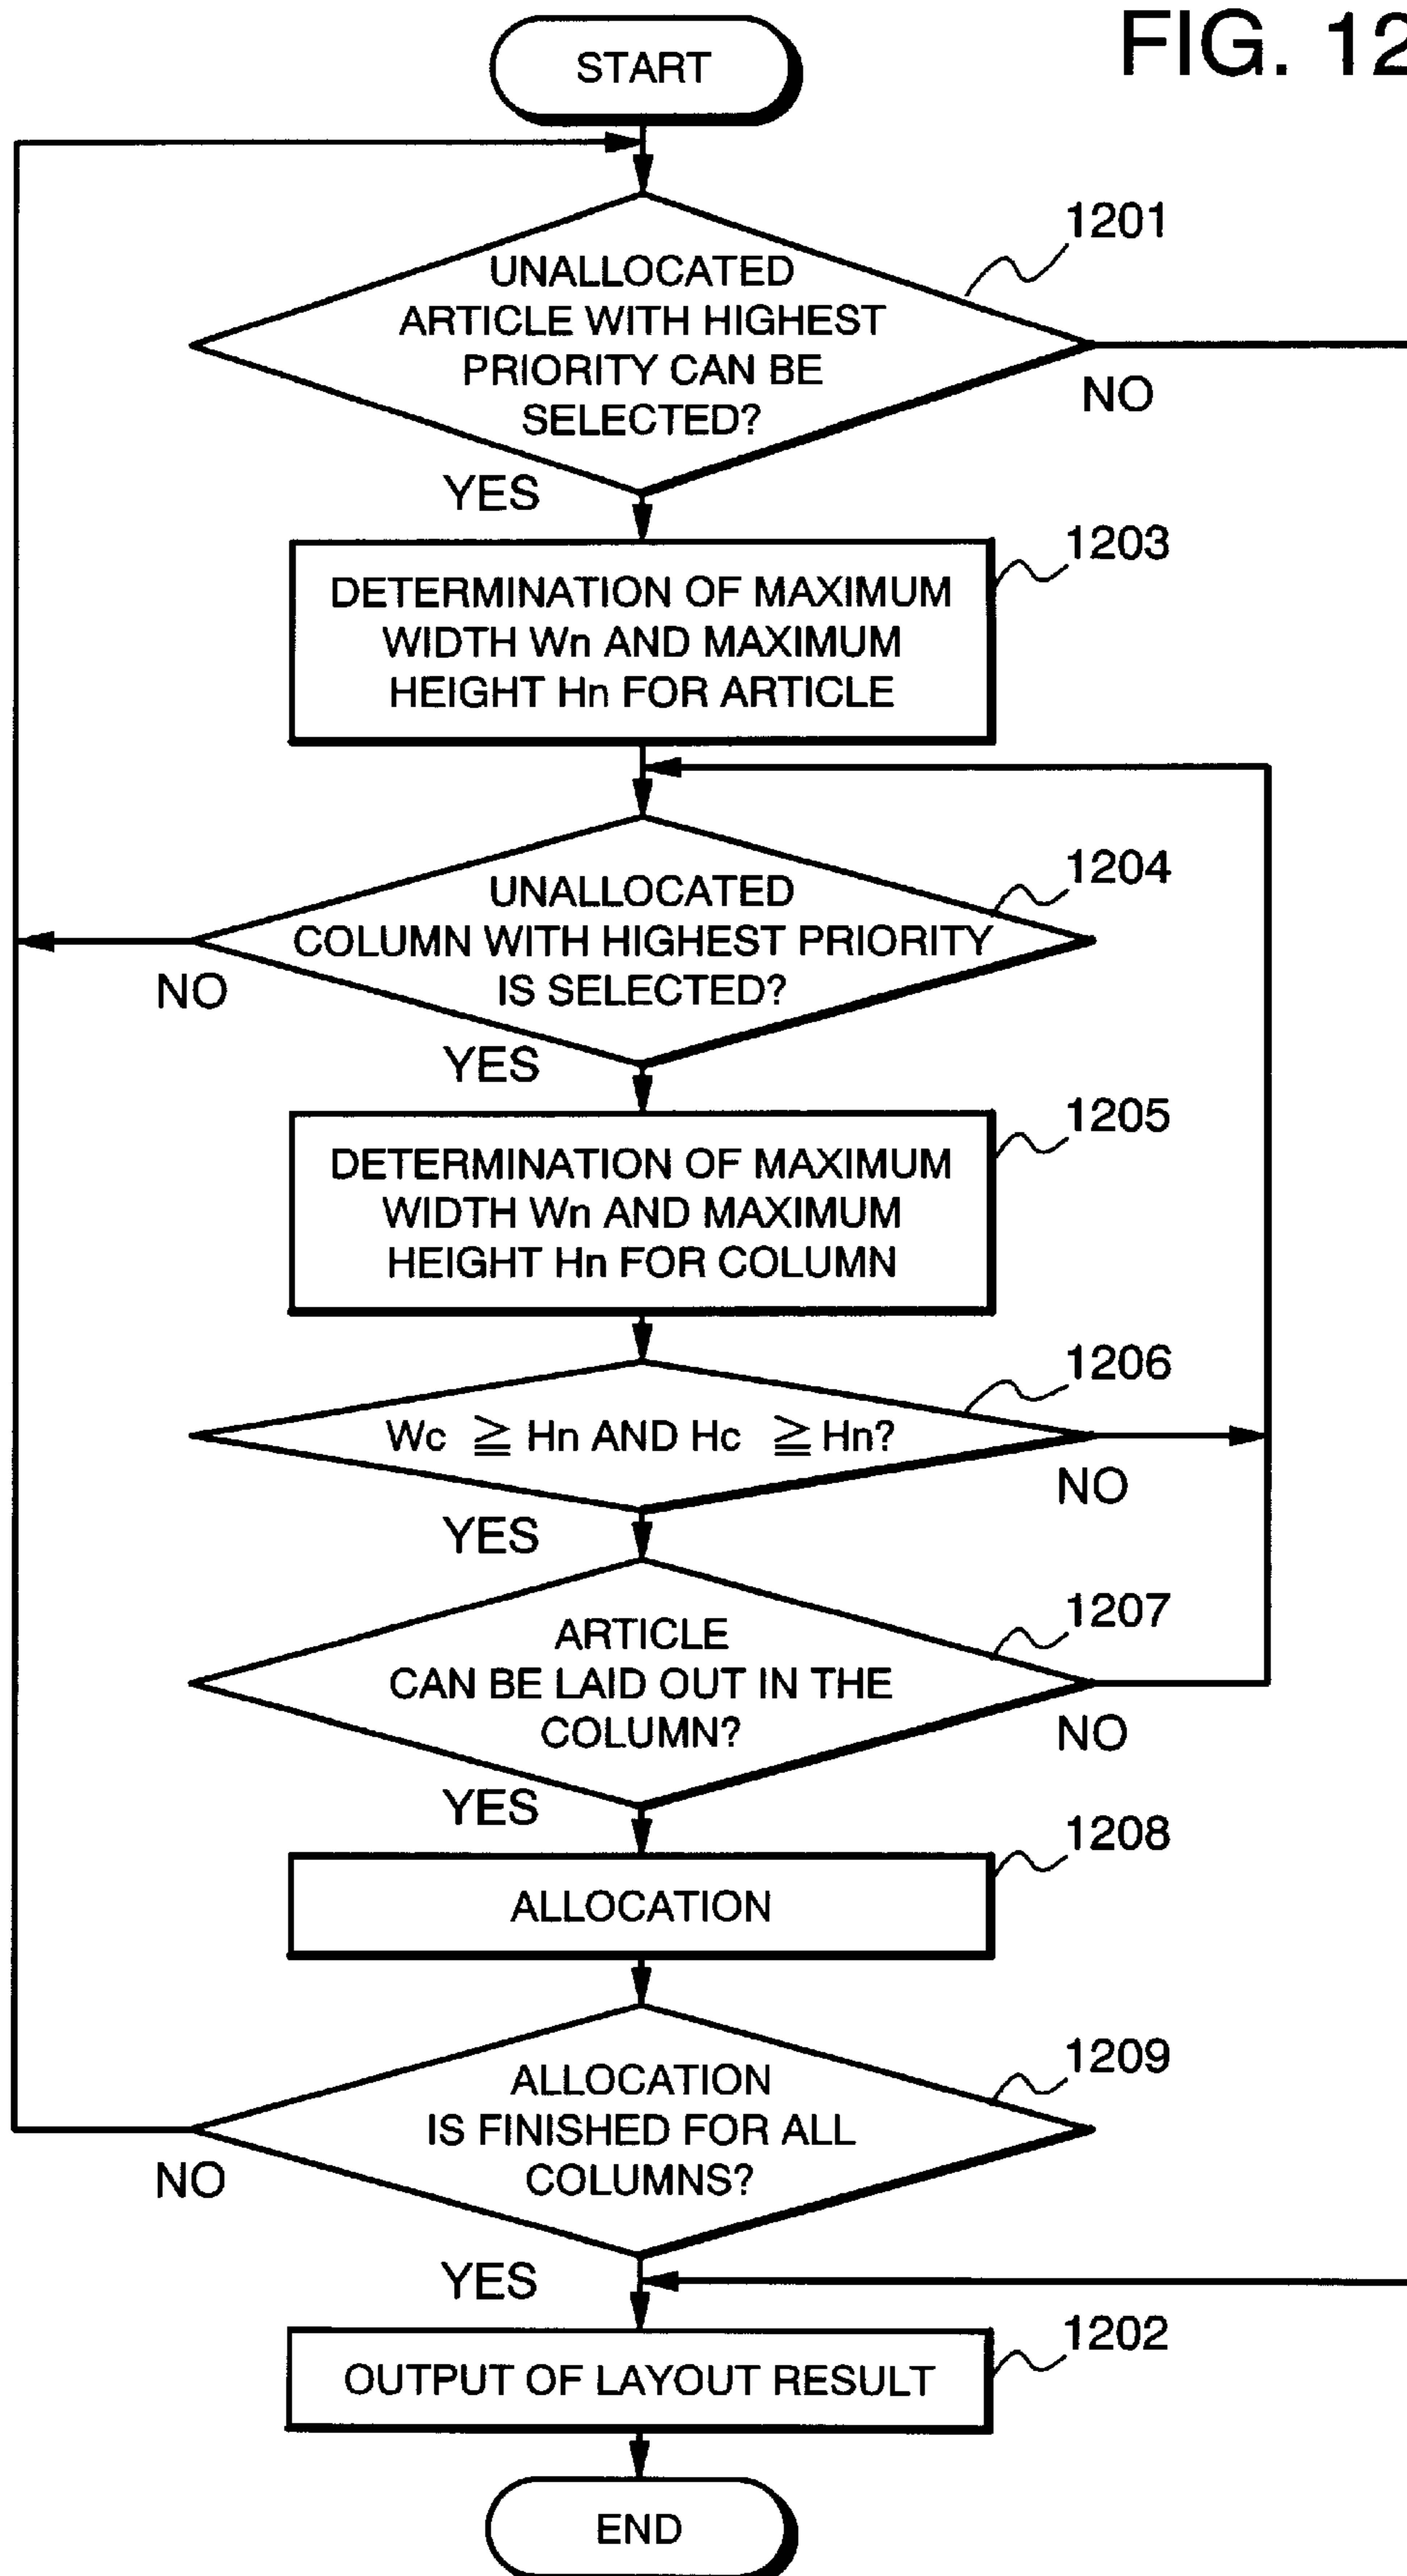 FIG. 12
START
1201
UNALLOCATED
ARTICLE WITH HIGHEST
PRIORITY CAN BE
SELECTED?
NO
YES
1203
DETERMINATION OF MAXIMUM
WIDTH Wn AND MAXIMUM
HEIGHT Hn FOR ARTICLE
1204
UNALLOCATED
COLUMN WITH HIGHEST PRIORITY
IS SELECTED?
NO
YES
1205
DETERMINATION OF MAXIMUM
WIDTH Wn AND MAXIMUM
HEIGHT Hn FOR COLUMN
1206
Wc ≧ Hn AND Hc ≧ Hn?
NO
YES
1207
ARTICLE
CAN BE LAID OUT IN THE
COLUMN?
NO
YES
1208
ALLOCATION
1209
ALLOCATION
IS FINISHED FOR ALL
COLUMNS?
NO
YES
1202
OUTPUT OF LAYOUT RESULT
END